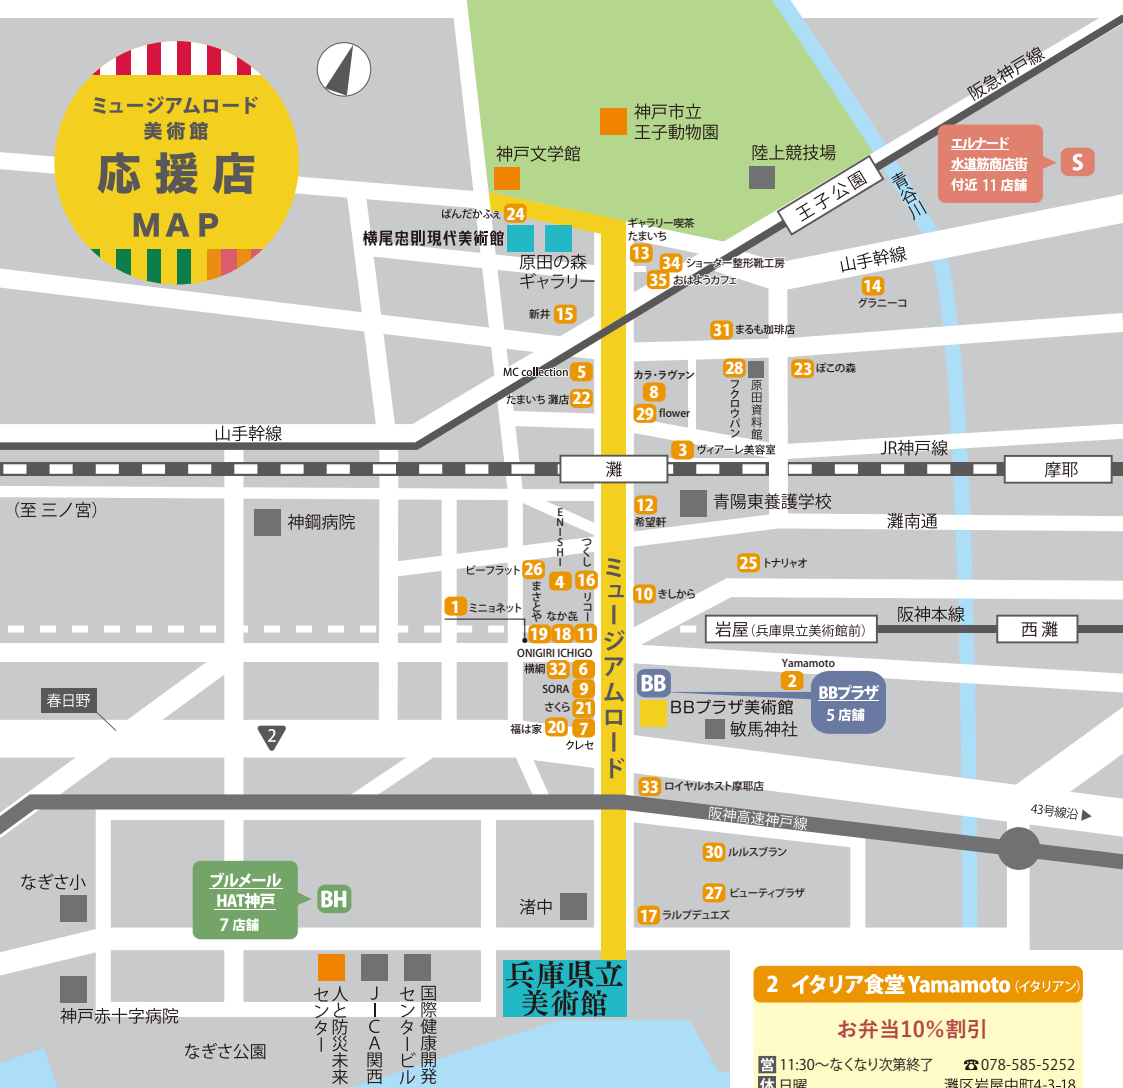 ミュージアムロード
美術館
応援店
MAP
阪急神戸線
神戸市立
王子動物園
神戸文学館
陸上競技場
王子公園
青谷川
エルナード
水道筋商店街
付近 11 店舗
S
ぱんだかふぇ 24
横尾忠則現代美術館
原田の森
ギャラリー
ギャラリー喫茶
たまいち
13
34 ショーター整形靴工房
35 おはようカフェ
山手幹線
14
グラニーコ
新井 15
31 まるも珈琲店
MC collection 5
たまいち 灘店 22
カラ・ラヴァン
8
29 flower
28
フクロウパン
原田資料館
23 ぽこの森
3 ヴィアーレ美容室
山手幹線
JR神戸線
灘
摩耶
(至 三ノ宮)
神鋼病院
12
希望軒
青陽東養護学校
灘南通
ENISHI
4
つくし
16
ビーフラット 26
25 トナリャオ
ミュージアムロード
10 きしから
1 ミニョネット
まさとや
19
なか㐂
18
リコー
11
阪神本線
岩屋(兵庫県立美術館前)
西灘
ONIGIRI ICHIGO
横綱 32 6
SORA 9
さくら 21
福は家 20 7
クレセ
Yamamoto
2
BB
BBプラザ
5 店舗
BBプラザ美術館
敏馬神社
春日野
2
33 ロイヤルホスト摩耶店
阪神高速神戸線
43号線沿 ▶
30 ルルスブラン
27 ビューティプラザ
17 ラルプデュエズ
なぎさ小
ブルメール
HAT神戸
7 店舗
BH
渚中
兵庫県立
美術館
神戸赤十字病院
なぎさ公園
人と防災未来
センター
JICA関西
国際健康開発
センタービル
2 イタリア食堂 Yamamoto (イタリアン)
お弁当10%割引
営 11:30～なくなり次第終了 ☎078-585-5252
休 日曜 灘区岩屋中町4-3-18